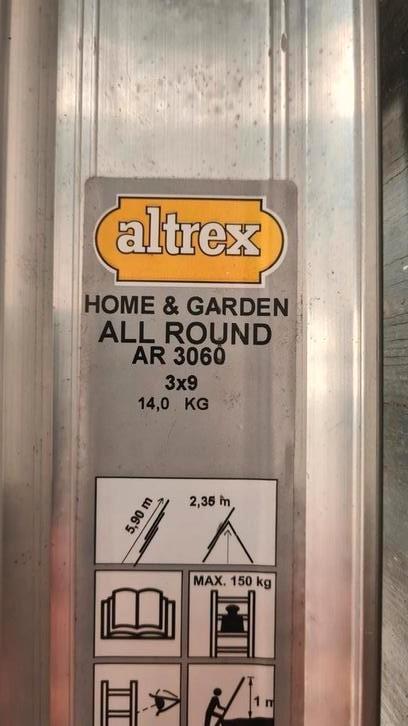 altrex
HOME & GARDEN
ALL ROUND
AR 3060
3x9
14,0 KG
5,90 m
2,35 m
MAX. 150 kg
1 m